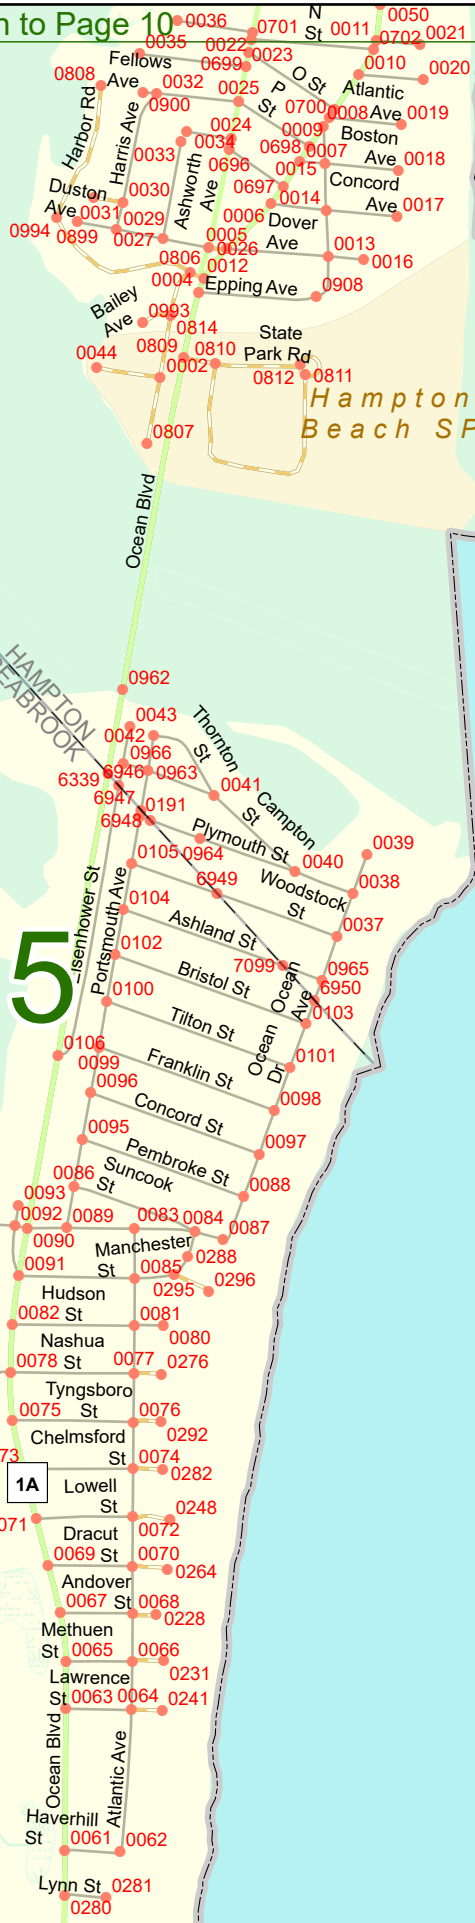 n to Page 10
0036
0701
N
St
0011
0050
0702
0021
0035
0022
0023
0699
0010
0020
Fellows
Ave
0808
0032
0025
O St
P
St
Atlantic
Ave
0900
0700
0008
0019
Harbor Rd
Harris Ave
0024
0034
0033
0009
Boston
Ave
0698
0007
0018
0696
0015
Ashworth
Ave
0697
Concord
Ave
Duston
Ave
0030
0014
0017
0031
0029
0006
Dover
Ave
0994
0899
0027
0005
0026
0013
0016
0806
0012
0004
Epping Ave
0908
Bailey
Ave
0993
0814
State
Park Rd
0809
0810
0044
0002
0812
0811
Hampton
Beach SP
0807
Ocean Blvd
HAMPTON
EABROOK
0962
0043
0042
Thornton
St
0966
6339
6946
0963
0041
6947
0191
6948
Campton
St
Plymouth St
0039
0105
0964
0040
0038
6949
Woodstock
St
isenhower St
Portsmouth Ave
0104
0037
Ashland St
5
0102
7099
0965
6950
Bristol St
Ocean
Ave
0100
0103
Tilton St
Ocean
Dr
0106
0099
0101
Franklin St
0096
0098
Concord St
0095
0097
Pembroke St
0086
Suncook
St
0088
0093
0092
0089
0083
0084
0087
0090
Manchester
St
0288
0091
0085
0296
0295
Hudson
St
0082
0081
0080
Nashua
St
0078
0077
0276
Tyngsboro
St
0075
0076
Chelmsford
St
0292
73
0074
0282
1A
Lowell
St
0248
071
0072
Dracut
St
0069
0070
0264
Andover
St
0067
0068
0228
Methuen
St
0065
0066
0231
Lawrence
St
0063
0064
0241
Ocean Blvd
Atlantic Ave
Haverhill
St
0061
0062
Lynn St
0281
0280